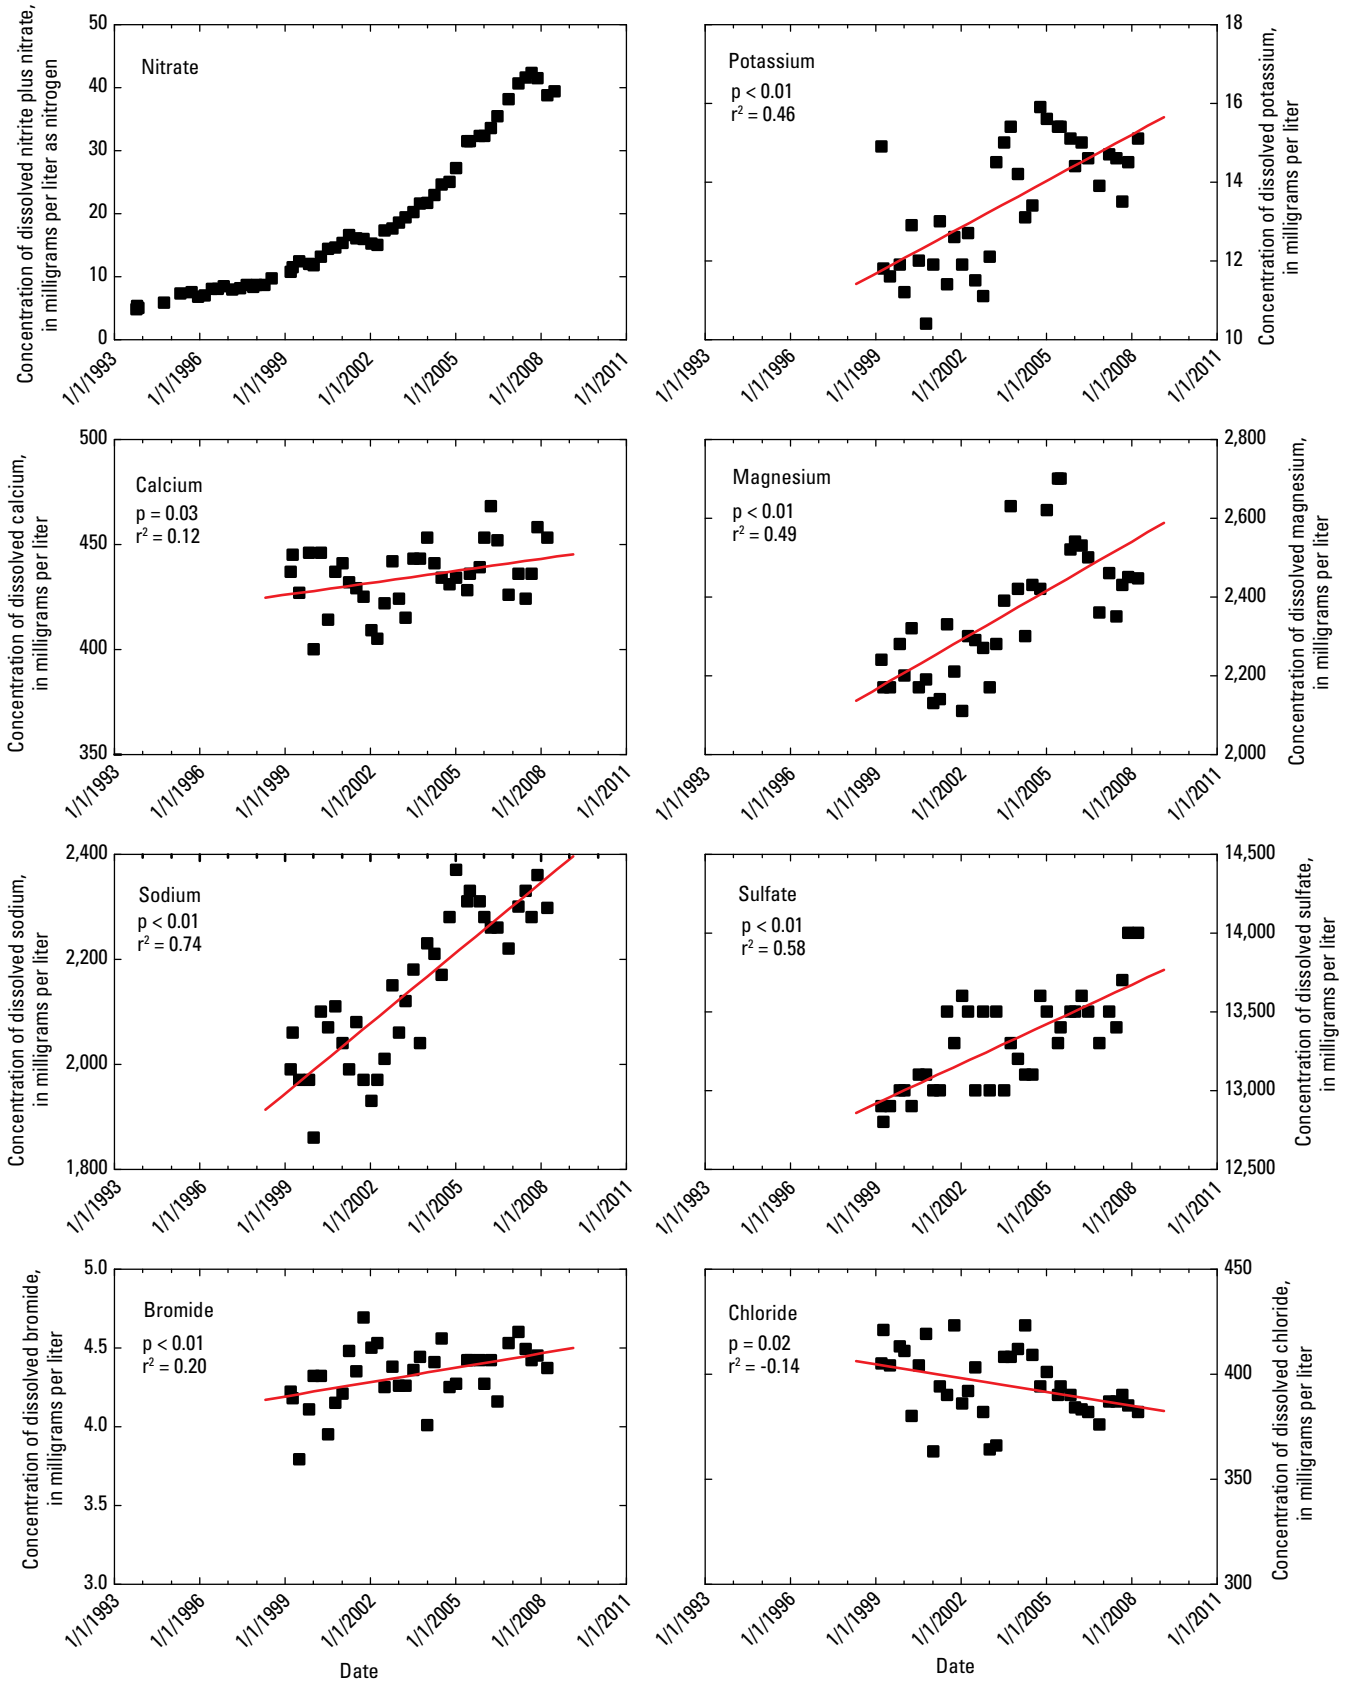 Concentration of dissolved nitrite plus nitrate,
in milligrams per liter as nitrogen
50
40
30
20
10
0
Nitrate
1/1/1993
1/1/1996
1/1/1999
1/1/2002
1/1/2005
1/1/2008
1/1/2011
Potassium
p < 0.01
r² = 0.46
18
16
14
12
10
Concentration of dissolved potassium,
in milligrams per liter
1/1/1993
1/1/1996
1/1/1999
1/1/2002
1/1/2005
1/1/2008
1/1/2011
Concentration of dissolved calcium,
in milligrams per liter
500
450
400
350
Calcium
p = 0.03
r² = 0.12
1/1/1993
1/1/1996
1/1/1999
1/1/2002
1/1/2005
1/1/2008
1/1/2011
Magnesium
p < 0.01
r² = 0.49
2,800
2,600
2,400
2,200
2,000
Concentration of dissolved magnesium,
in milligrams per liter
1/1/1993
1/1/1996
1/1/1999
1/1/2002
1/1/2005
1/1/2008
1/1/2011
Concentration of dissolved sodium,
in milligrams per liter
2,400
2,200
2,000
1,800
Sodium
p < 0.01
r² = 0.74
1/1/1993
1/1/1996
1/1/1999
1/1/2002
1/1/2005
1/1/2008
1/1/2011
Sulfate
p < 0.01
r² = 0.58
14,500
14,000
13,500
13,000
12,500
Concentration of dissolved sulfate,
in milligrams per liter
1/1/1993
1/1/1996
1/1/1999
1/1/2002
1/1/2005
1/1/2008
1/1/2011
Concentration of dissolved bromide,
in milligrams per liter
5.0
4.5
4.0
3.5
3.0
Bromide
p < 0.01
r² = 0.20
1/1/1993
1/1/1996
1/1/1999
1/1/2002
1/1/2005
1/1/2008
1/1/2011
Date
Chloride
p = 0.02
r² = -0.14
450
400
350
300
Concentration of dissolved chloride,
in milligrams per liter
1/1/1993
1/1/1996
1/1/1999
1/1/2002
1/1/2005
1/1/2008
1/1/2011
Date